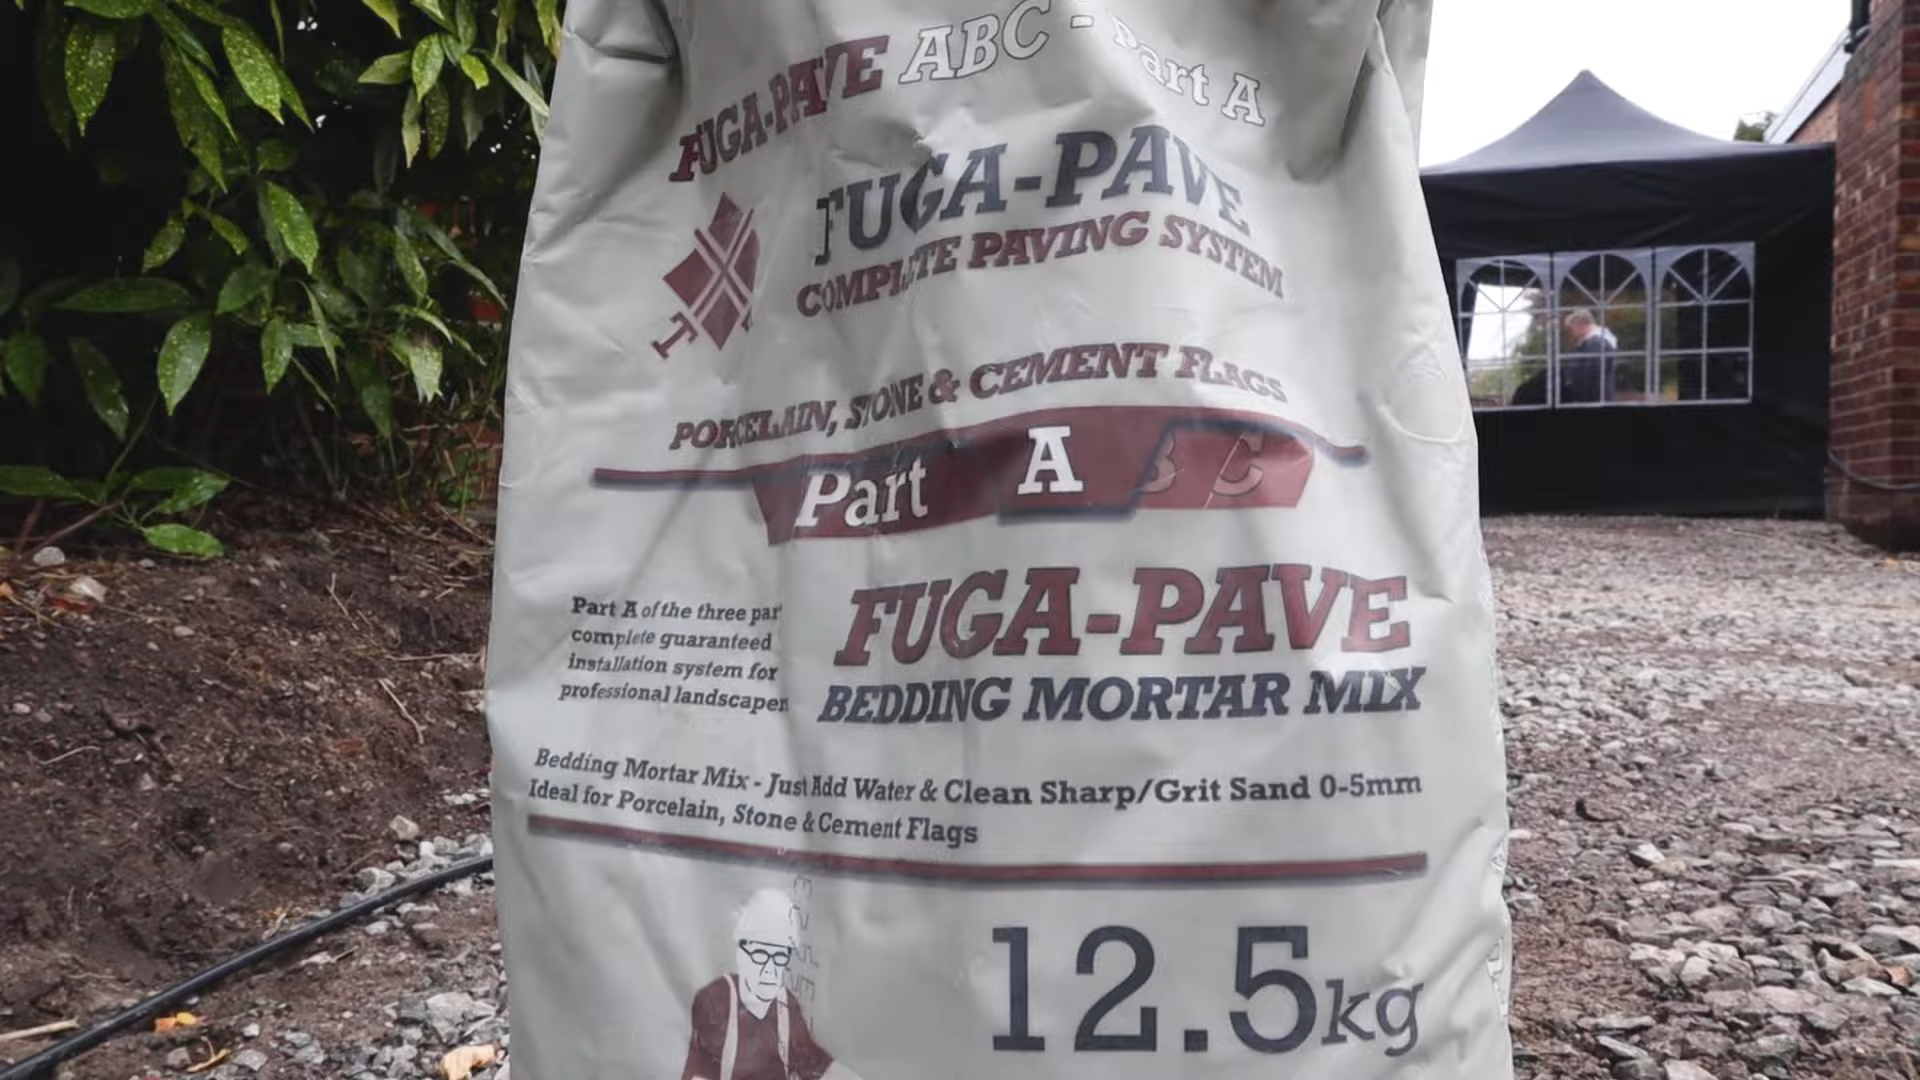 FUGA-PAVE ABC - Part A
FUGA-PAVE
COMPLETE PAVING SYSTEM
PORCELAIN, STONE & CEMENT FLAGS
Part A B C
Part A of the three part
complete guaranteed
installation system for
professional landscaper
FUGA-PAVE
BEDDING MORTAR MIX
Bedding Mortar Mix - Just Add Water & Clean Sharp/Grit Sand 0-5mm
Ideal for Porcelain, Stone & Cement Flags
12.5kg